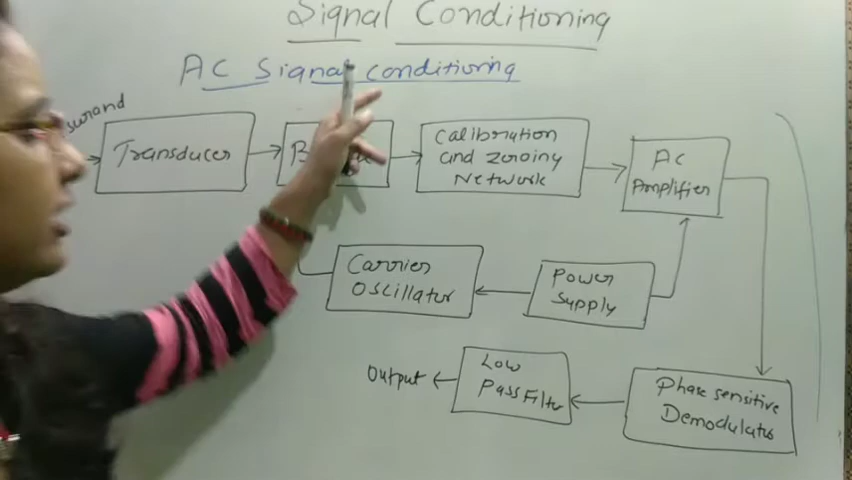 Signal Conditioning
AC Signal conditioning
surand
Transducer
Calibration
and zeroing
Network
AC
Amplifier
Carrier
Oscillator
Power
Supply
Output
Low
Pass Filter
Phase sensitive
Demodulator